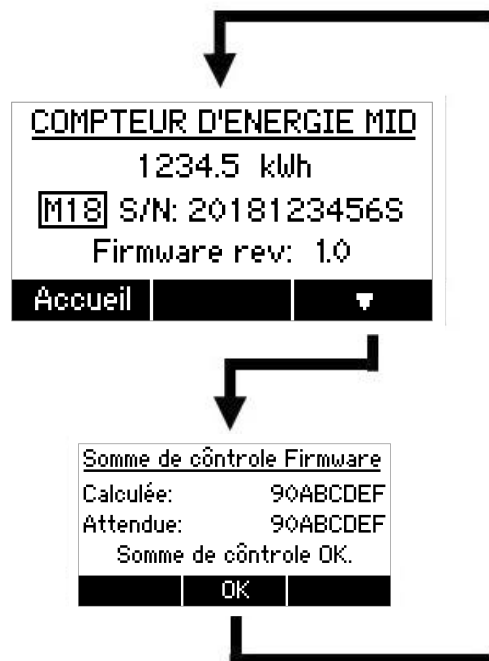 COMPTEUR D'ENERGIE MID
1234.5 kWh
M18 S/N: 2018123456S
Firmware rev: 1.0
Accueil ▼
Somme de côntrole Firmware
Calculée: 90ABCDEF
Attendue: 90ABCDEF
Somme de côntrole OK.
OK